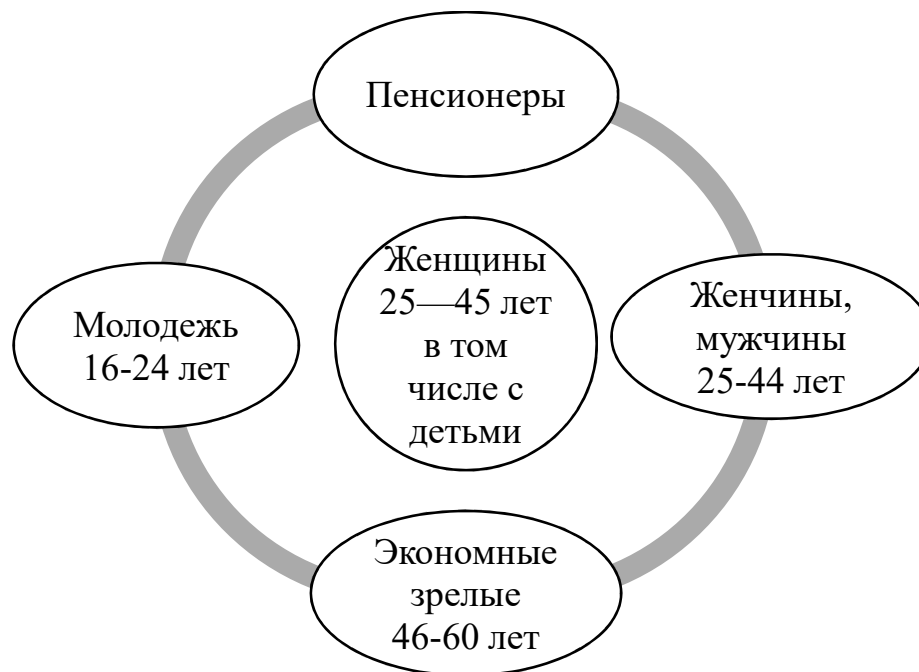 Пенсионеры
Женщины
25—45 лет
в том
числе с
детьми
Молодежь
16-24 лет
Женчины,
мужчины
25-44 лет
Экономные
зрелые
46-60 лет